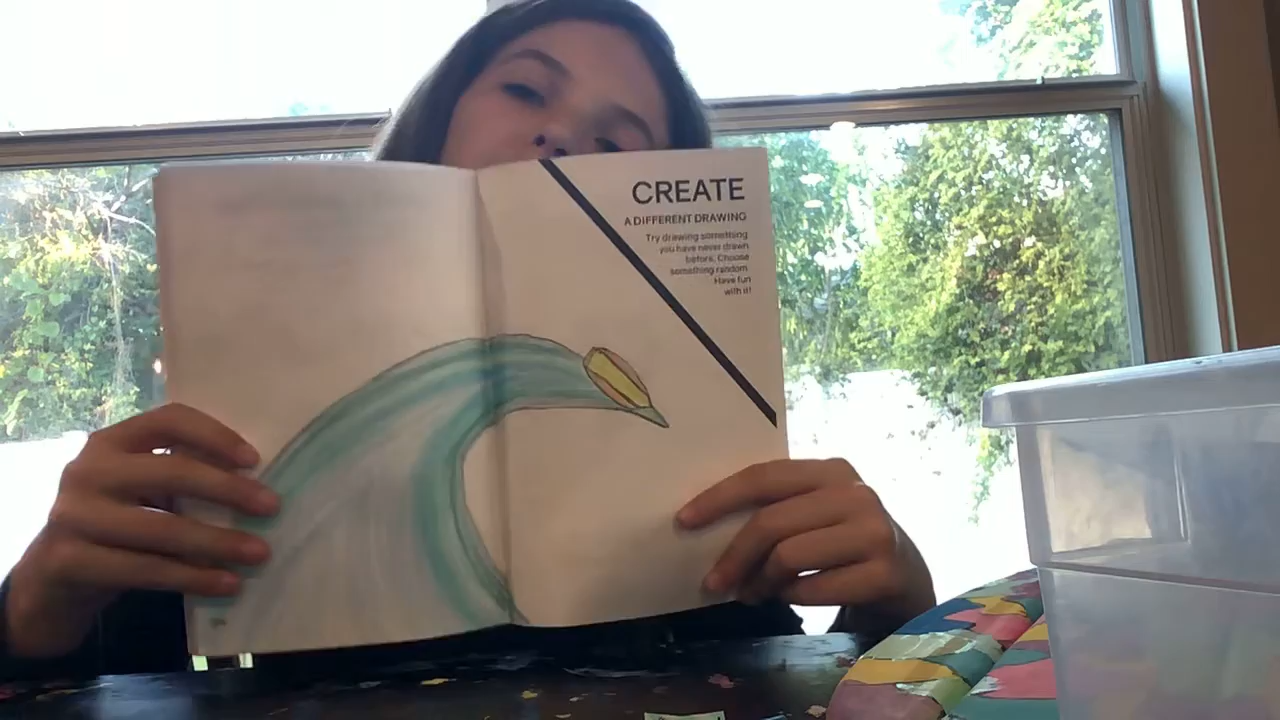 CREATE
A DIFFERENT DRAWING
Try drawing something
you have never drawn
before. Choose
something random.
Have fun
with it!